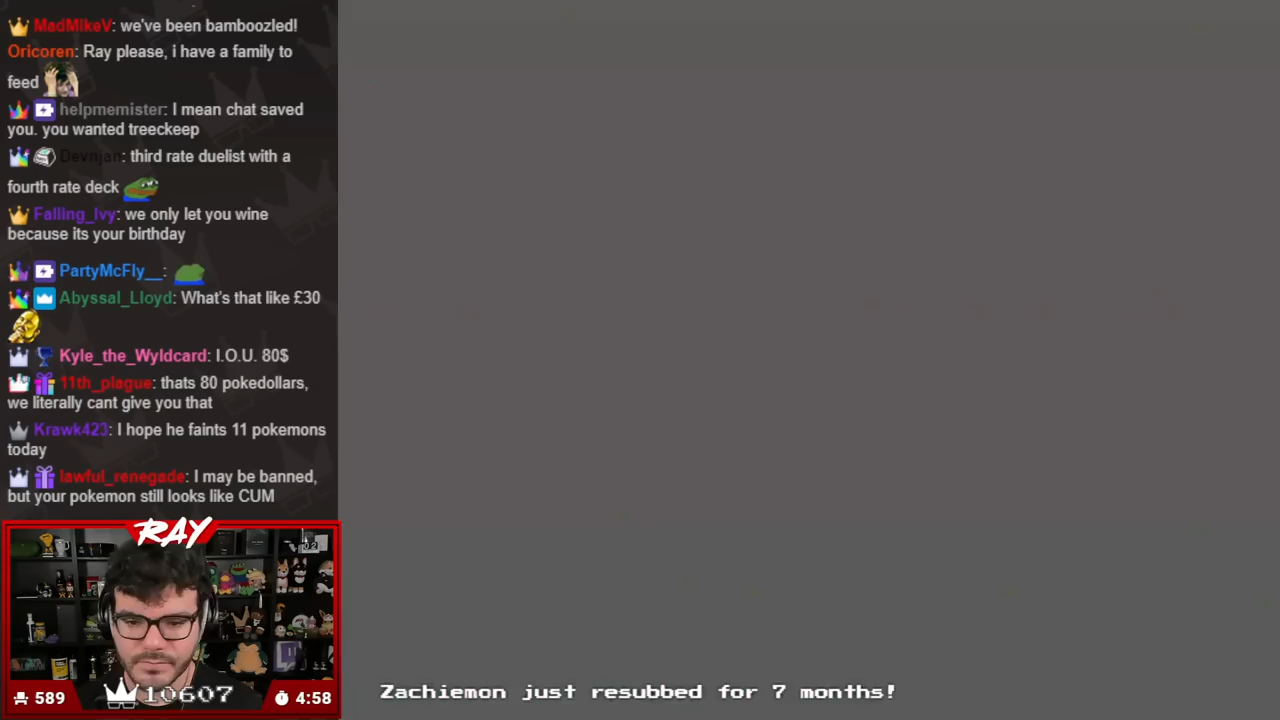 MadMikeV: we've been bamboozled!
Oricoren: Ray please, i have a family to
feed
helpmemister: I mean chat saved
you. you wanted treeckeep
Devnjan: third rate duelist with a
fourth rate deck
Falling_Ivy: we only let you wine
because its your birthday
PartyMcFly__:
Abyssal_Lloyd: What's that like £30
Kyle_the_Wyldcard: I.O.U. 80$
11th_plague: thats 80 pokedollars,
we literally cant give you that
Krawk423: I hope he faints 11 pokemons
today
lawful_renegade: I may be banned,
but your pokemon still looks like CUM
RAY
589
10607
4:58
Zachiemon just resubbed for 7 months!